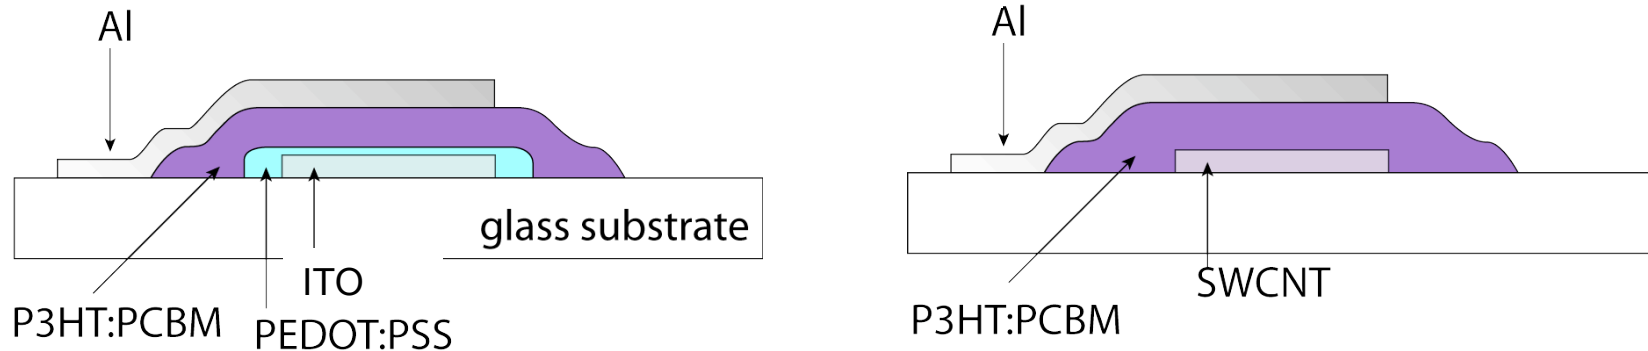 Al
glass substrate
ITO
P3HT:PCBM
PEDOT:PSS
Al
SWCNT
P3HT:PCBM